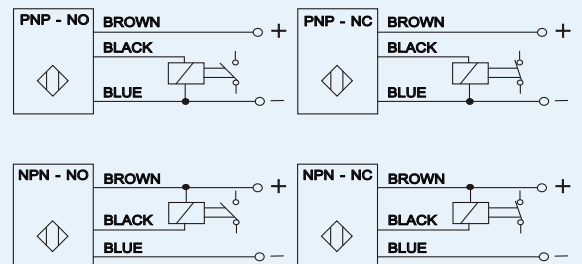 PNP - NO
BROWN
+
BLACK
BLUE
−
PNP - NC
BROWN
+
BLACK
BLUE
−
NPN - NO
BROWN
+
BLACK
BLUE
−
NPN - NC
BROWN
+
BLACK
BLUE
−